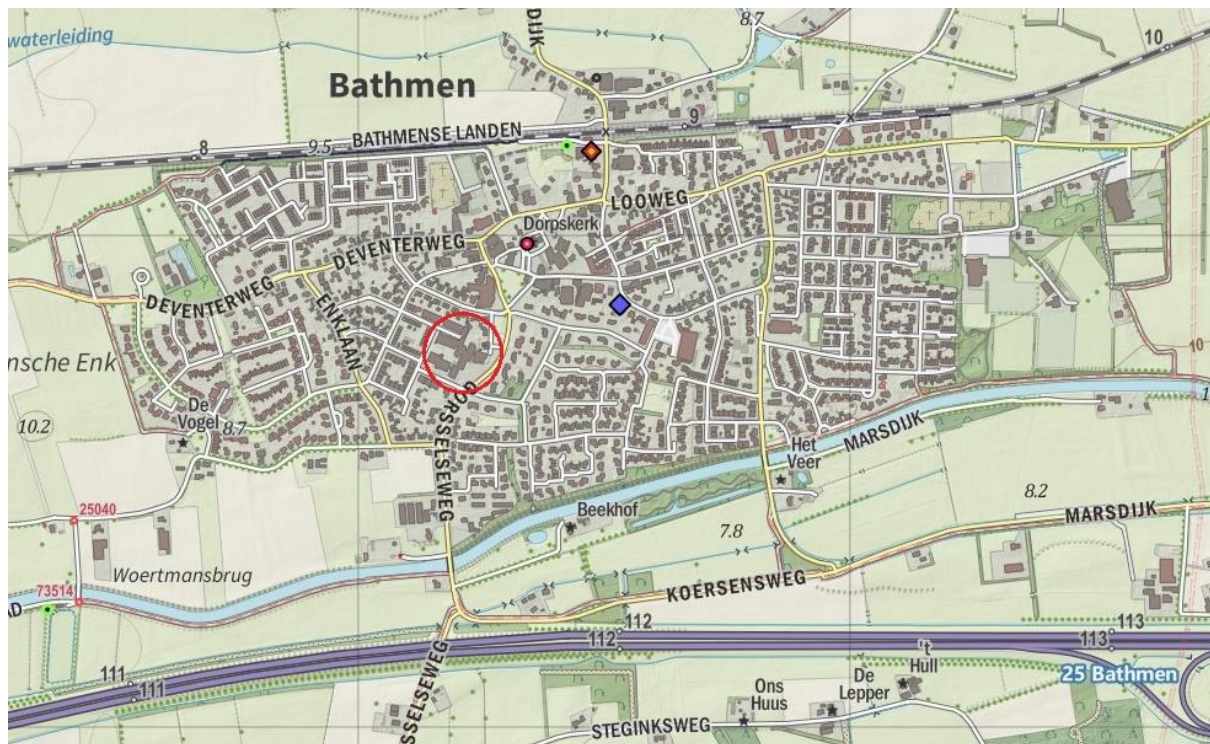 waterleiding
DIJK
8.7
10
Bathmen
BATHMENSE LANDEN
9.5
8
9
LOOWEG
Dorpskerk
DEVENTERWEG
DEVENTERWEG
ENKLAAN
nsche Enk
10
De
Vogel
8.7
10.2
GORSSELSEWEG
MARSDIJK
Het
Veer
25040
Beekhof
8.2
MARSDIJK
7.8
Woertmansbrug
73514
AD
KOERSENSWEG
112
112
113
113
111
111
SSELSEWEG
't
Hull
25 Bathmen
De
Lepper
Ons
Huus
STEGINKSWEG